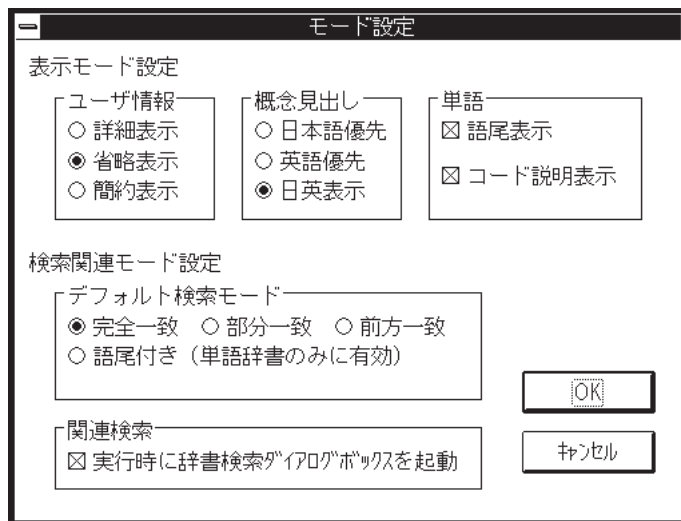 モード設定
表示モード設定
ユーザ情報
詳細表示
省略表示
簡約表示
概念見出し
日本語優先
英語優先
日英表示
単語
語尾表示
コード説明表示
検索関連モード設定
デフォルト検索モード
完全一致 部分一致 前方一致
語尾付き（単語辞書のみに有効）
関連検索
実行時に辞書検索ﾀﾞｲｱﾛｸﾞﾎﾞｯｸｽを起動
OK
ｷｬﾝｾﾙ